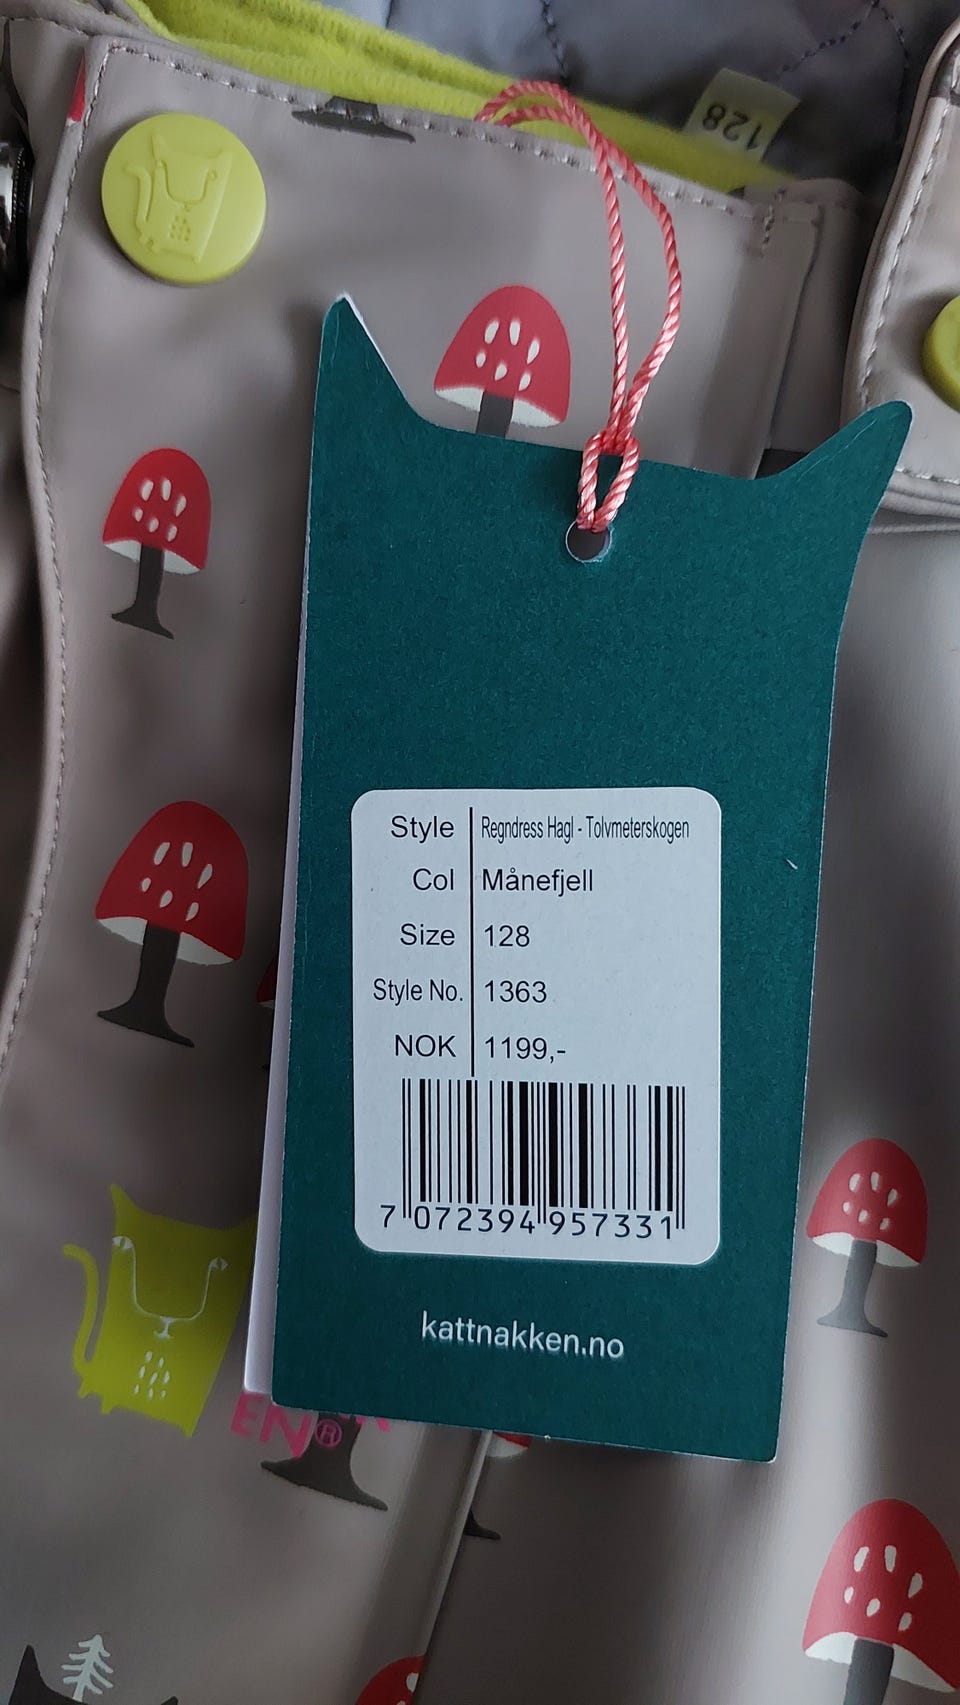 128
Style Regndress Hagl - Tolvmeterskogen
Col Månefjell
Size 128
Style No. 1363
NOK 1199,-
7 072394 957331
kattnakken.no
EN®